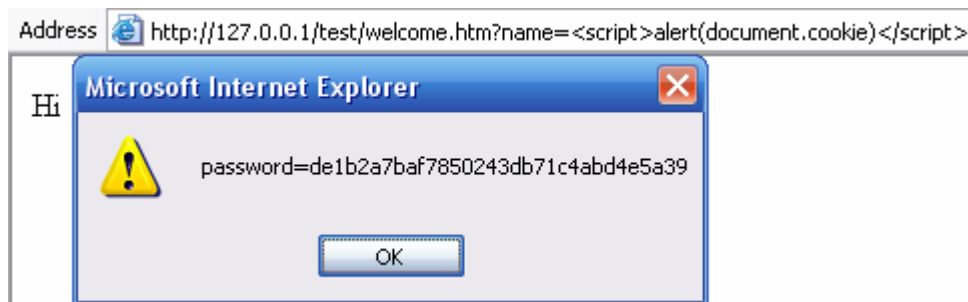 Address http://127.0.0.1/test/welcome.htm?name=<script>alert(document.cookie)</script>
Microsoft Internet Explorer
Hi
password=de1b2a7baf7850243db71c4abd4e5a39
OK